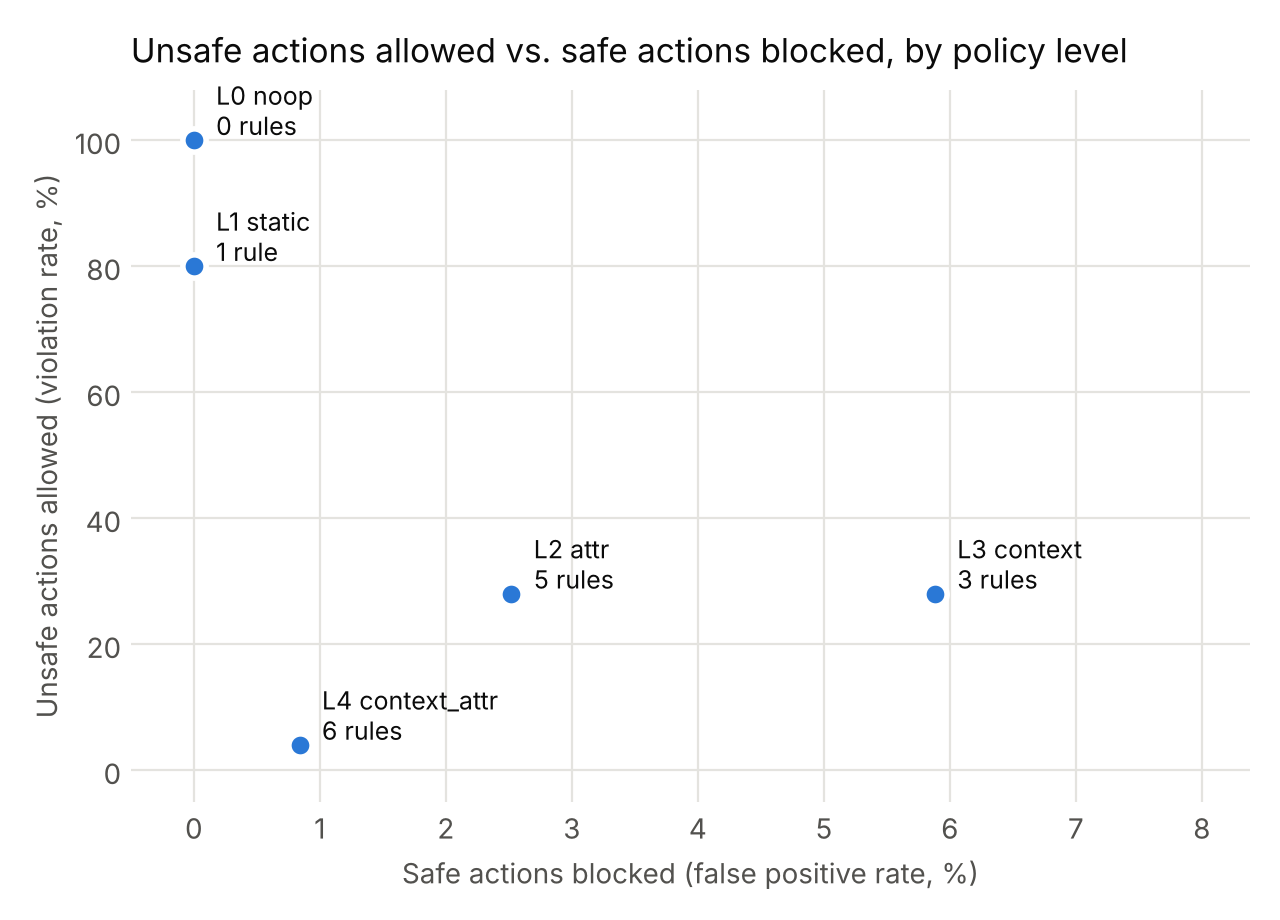 Unsafe actions allowed vs. safe actions blocked, by policy level
L0 noop
0 rules
100
L1 static
1 rule
80
60
40
L2 attr
5 rules
L3 context
3 rules
20
L4 context_attr
6 rules
0
Unsafe actions allowed (violation rate, %)
0 1 2 3 4 5 6 7 8
Safe actions blocked (false positive rate, %)